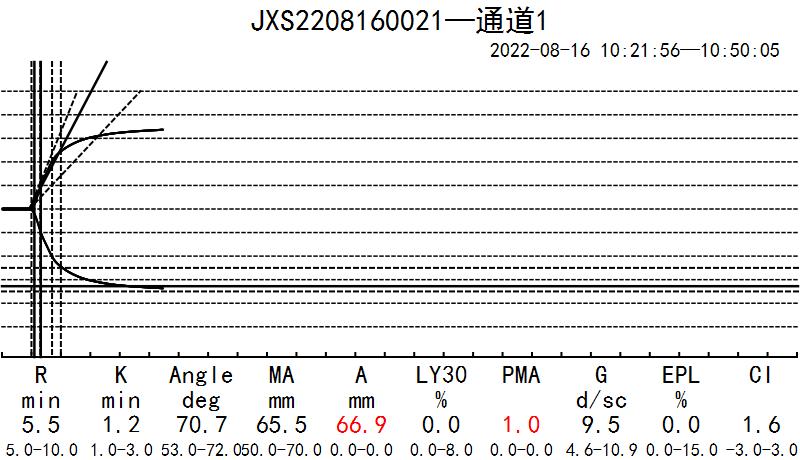 JXS2208160021—通道1
2022-08-16 10:21:56—10:50:05
R K Angle MA A LY30 PMA G EPL CI
min min deg mm mm % d/sc %
5.5 1.2 70.7 65.5 66.9 0.0 1.0 9.5 0.0 1.6
5.0-10.0 1.0-3.0 53.0-72.0 50.0-70.0 0.0-0.0 0.0-8.0 0.0-0.0 4.6-10.9 0.0-15.0 -3.0-3.0